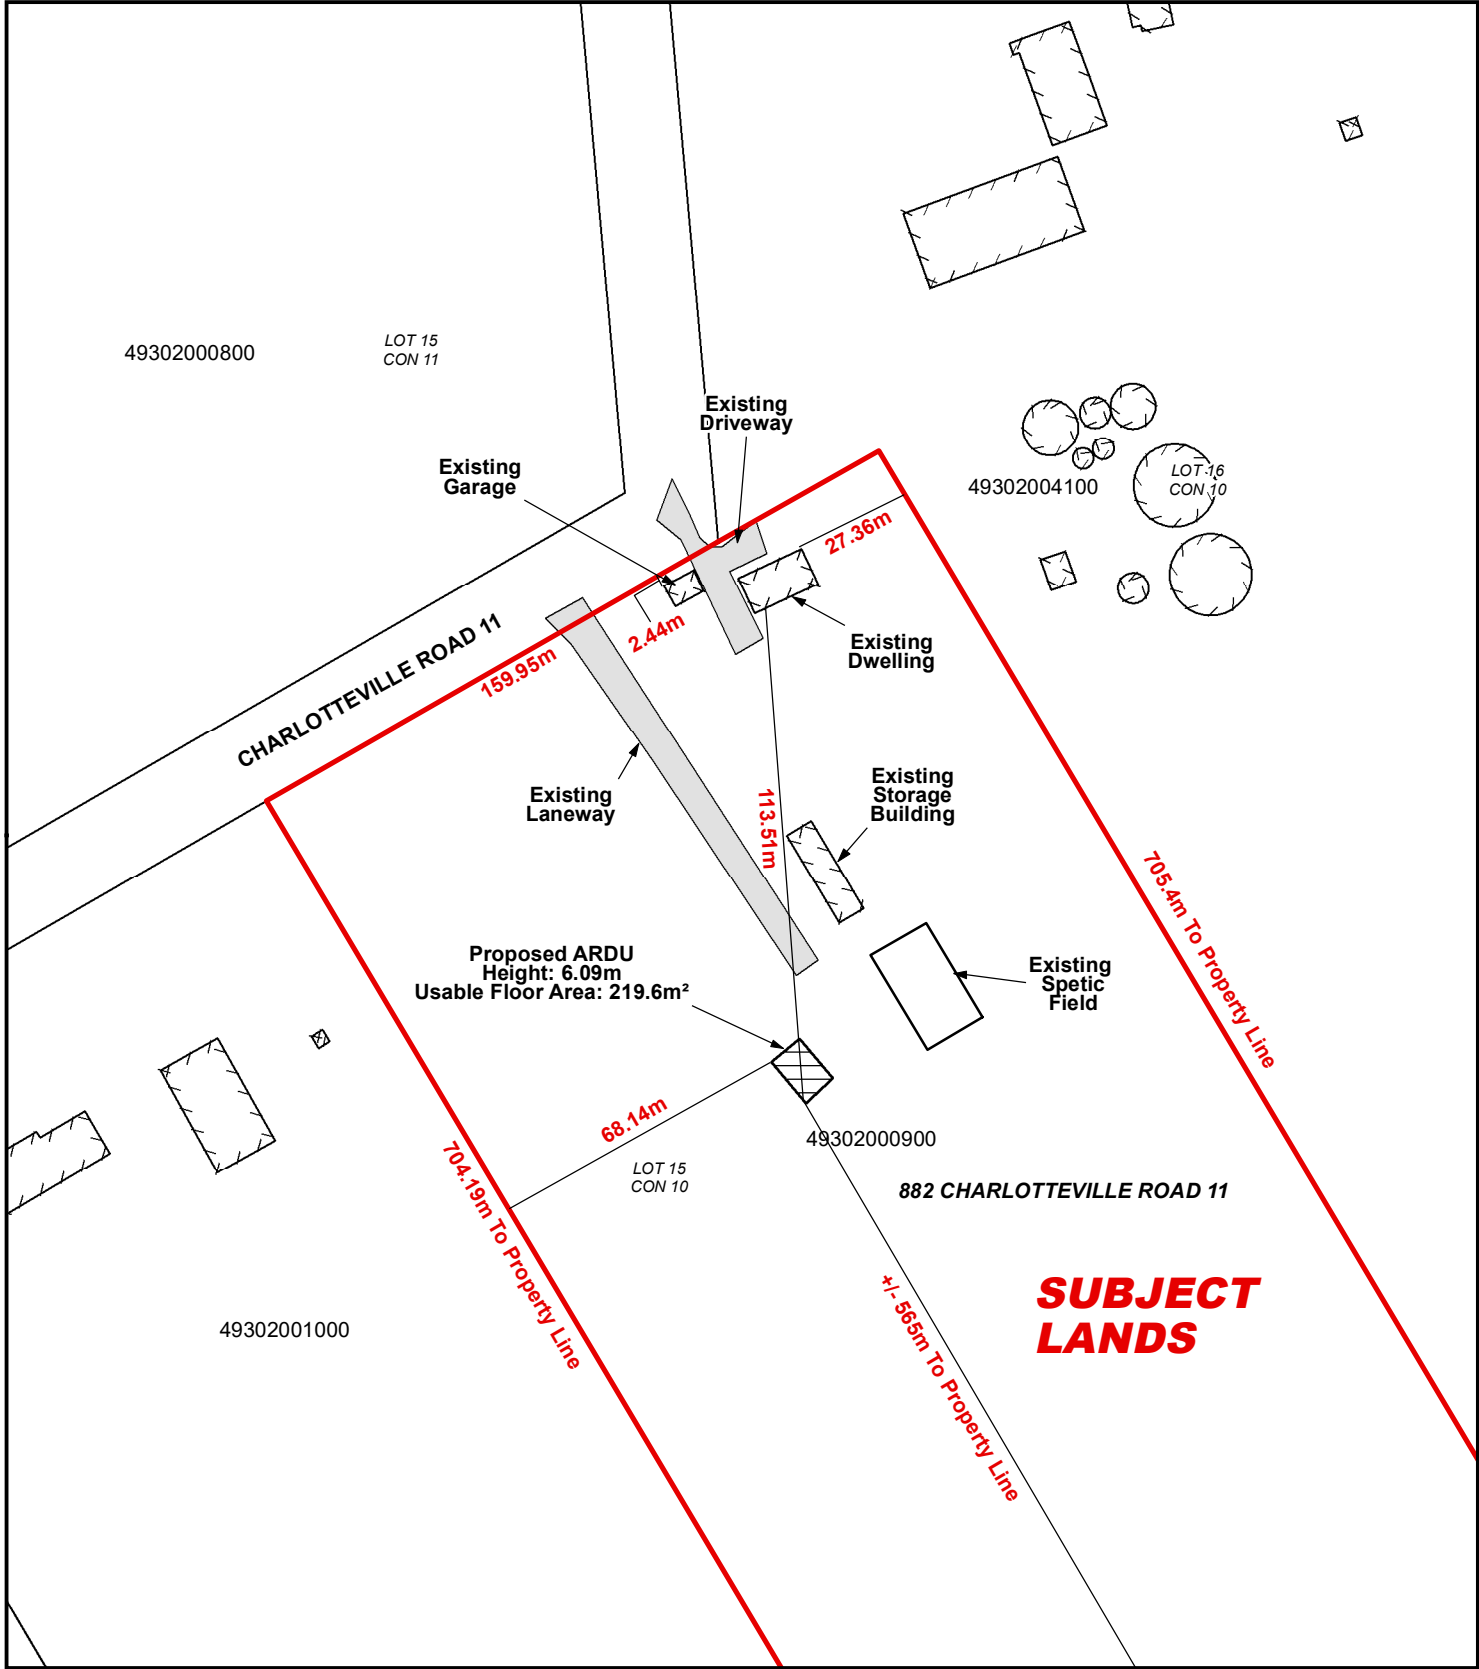 49302000800
LOT 15
CON 11
Existing
Driveway
Existing
Garage
49302004100
LOT 16
CON 10
27.36m
2.44m
CHARLOTTEVILLE ROAD 11
159.95m
Existing
Dwelling
Existing
Laneway
113.51m
Existing
Storage
Building
705.4m To Property Line
Proposed ARDU
Height: 6.09m
Usable Floor Area: 219.6m²
Existing
Spetic
Field
68.14m
49302000900
LOT 15
CON 10
882 CHARLOTTEVILLE ROAD 11
704.19m To Property Line
SUBJECT
LANDS
+/- 565m To Property Line
49302001000